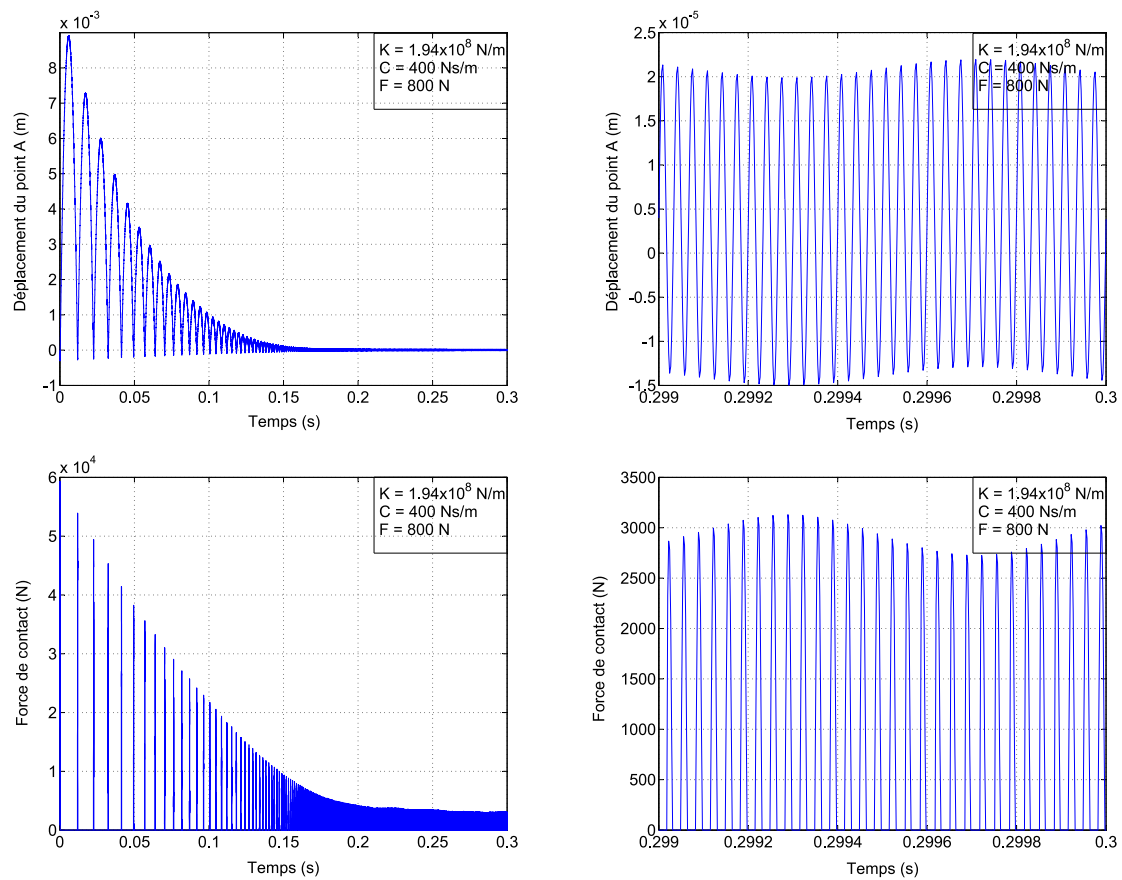 x 10^-3
9
8
7
6
5
4
3
2
1
0
-1
Déplacement du point A (m)
K = 1.94x10^8 N/m
C = 400 Ns/m
F = 800 N
0 0.05 0.1 0.15 0.2 0.25 0.3
Temps (s)
x 10^-5
2.5
2
1.5
1
0.5
0
-0.5
-1
-1.5
Déplacement du point A (m)
K = 1.94x10^8 N/m
C = 400 Ns/m
F = 800 N
0.299 0.2992 0.2994 0.2996 0.2998 0.3
Temps (s)
x 10^4
6
5
4
3
2
1
0
Force de contact (N)
K = 1.94x10^8 N/m
C = 400 Ns/m
F = 800 N
0 0.05 0.1 0.15 0.2 0.25 0.3
Temps (s)
3500
3000
2500
2000
1500
1000
500
0
Force de contact (N)
K = 1.94x10^8 N/m
C = 400 Ns/m
F = 800 N
0.299 0.2992 0.2994 0.2996 0.2998 0.3
Temps (s)